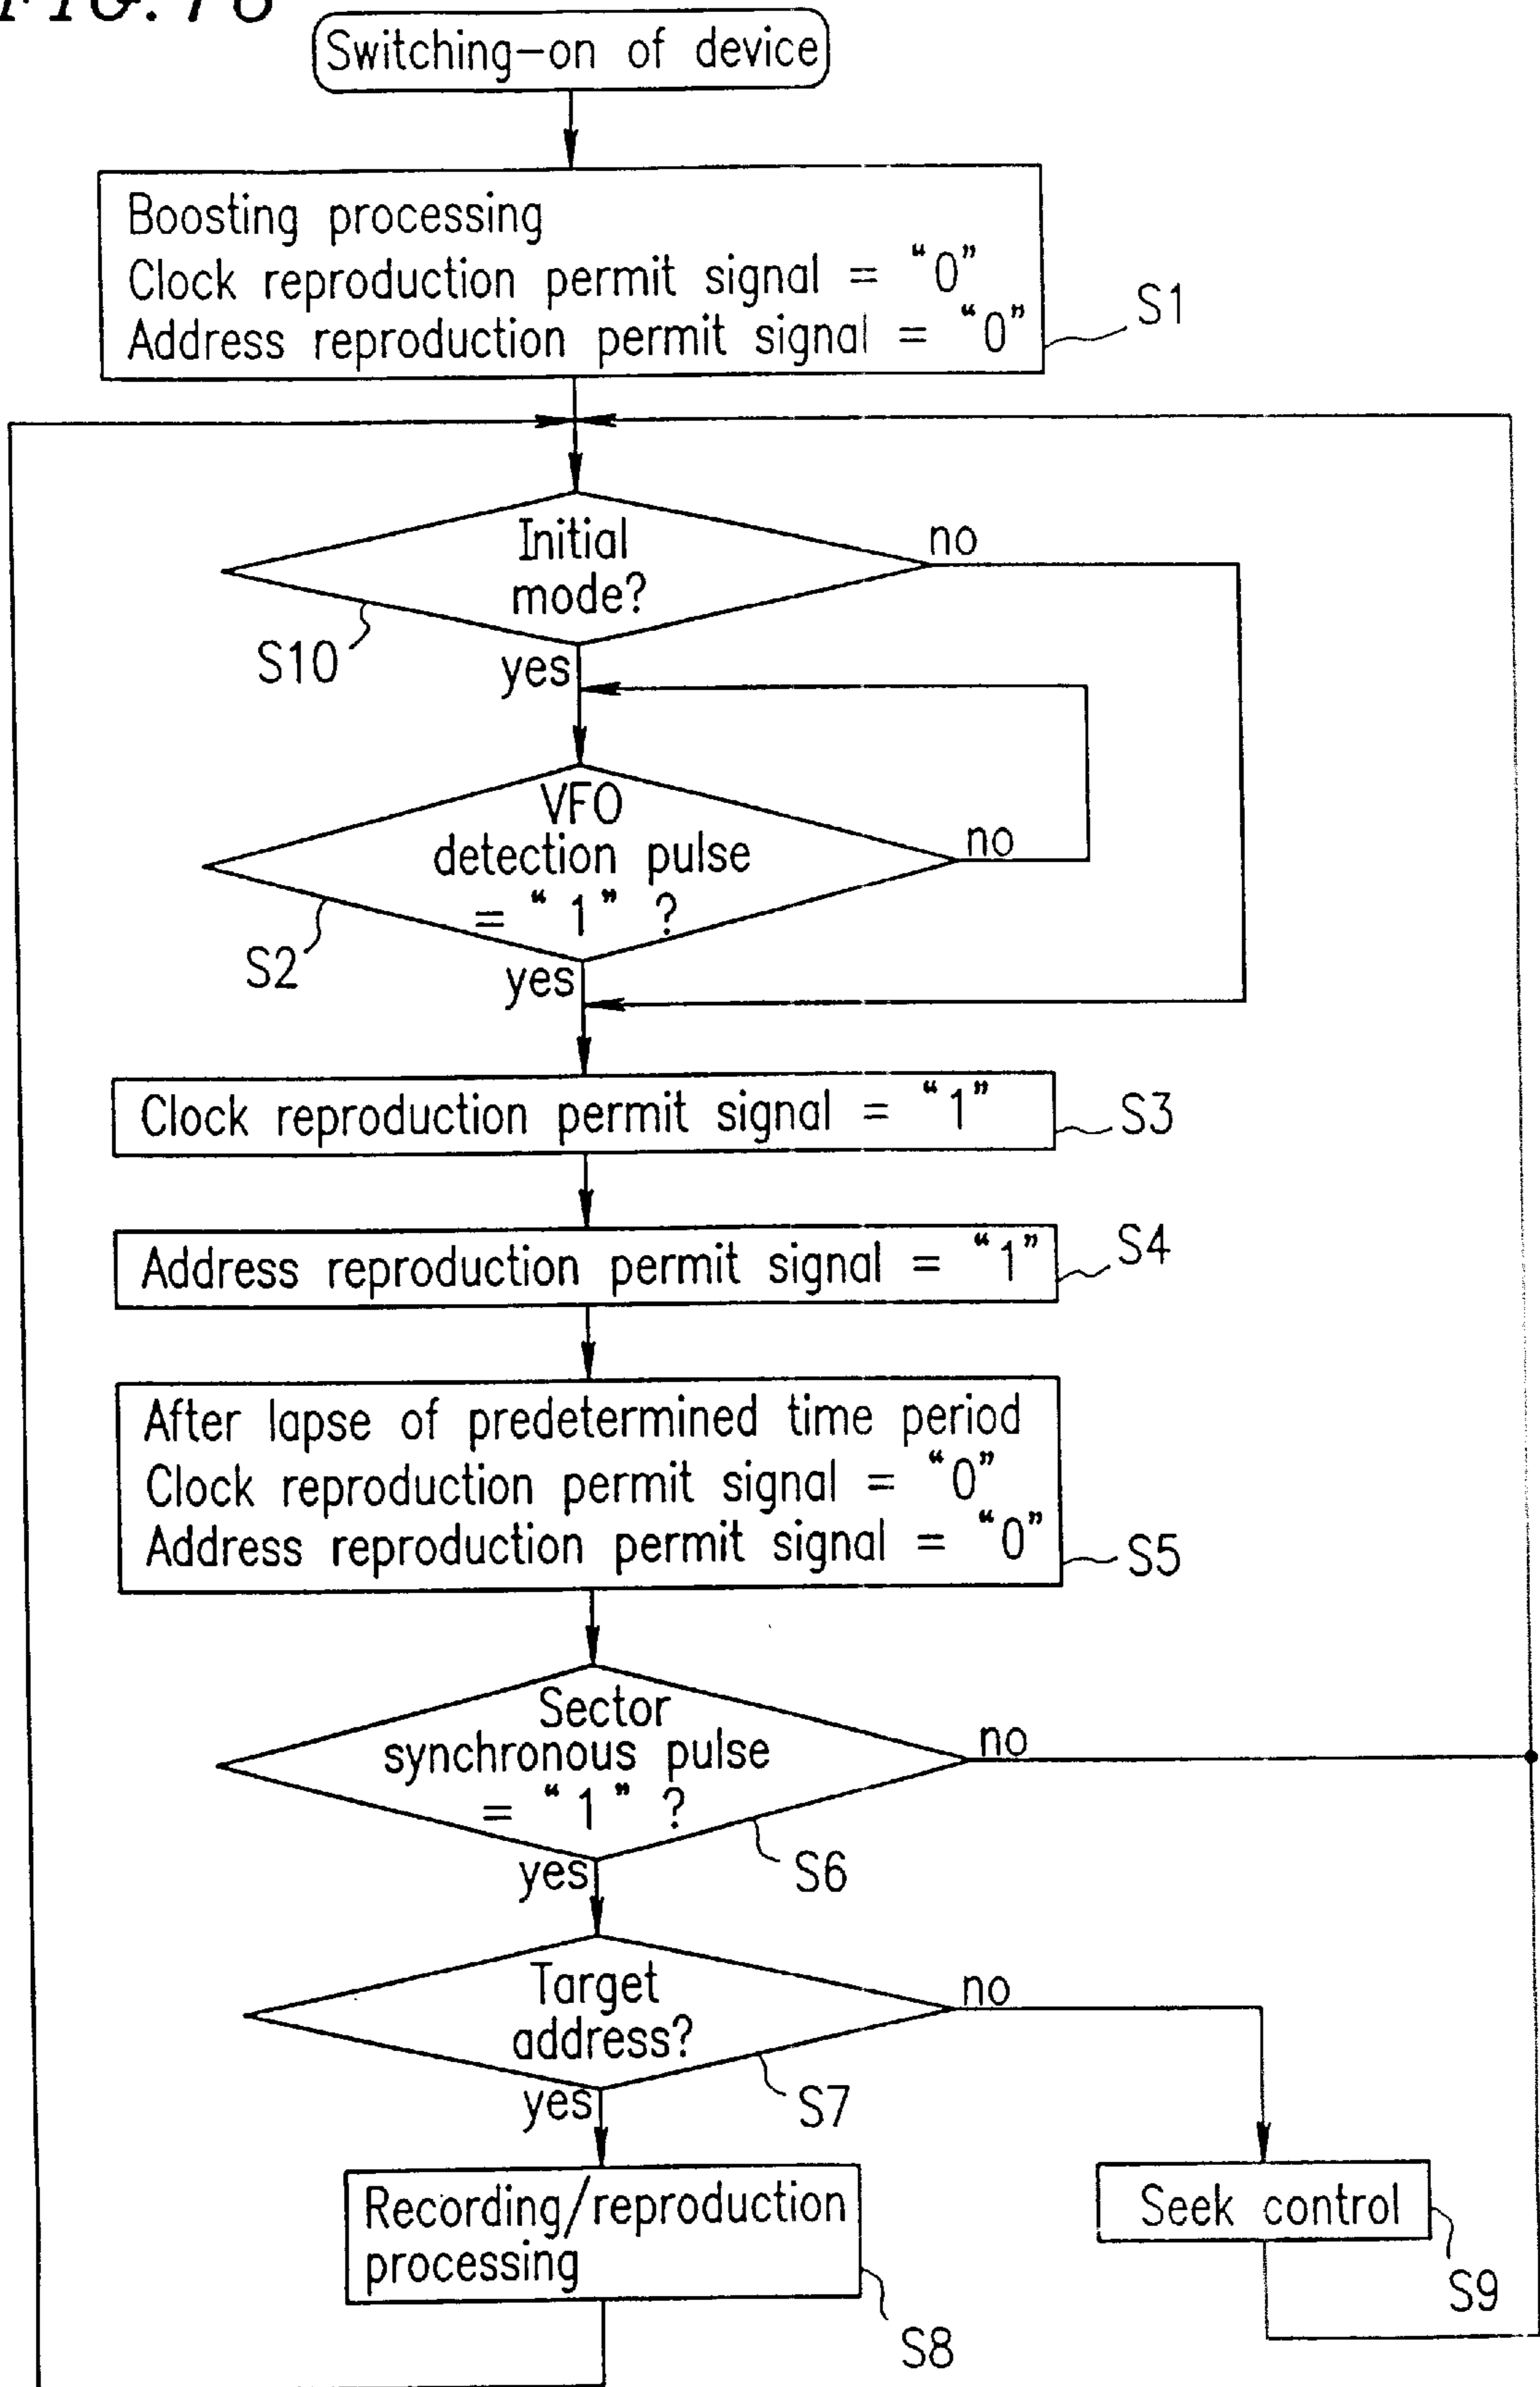 Switching-on of device
Boosting processing
Clock reproduction permit signal = “0”
Address reproduction permit signal = “0”
S1
Initial
mode?
no
S10
yes
VFO
detection pulse
= “1” ?
no
S2
yes
Clock reproduction permit signal = “1”
S3
Address reproduction permit signal = “1”
S4
After lapse of predetermined time period
Clock reproduction permit signal = “0”
Address reproduction permit signal = “0”
S5
Sector
synchronous pulse
= “1” ?
no
S6
yes
Target
address?
no
S7
yes
Recording/reproduction
processing
S8
Seek control
S9